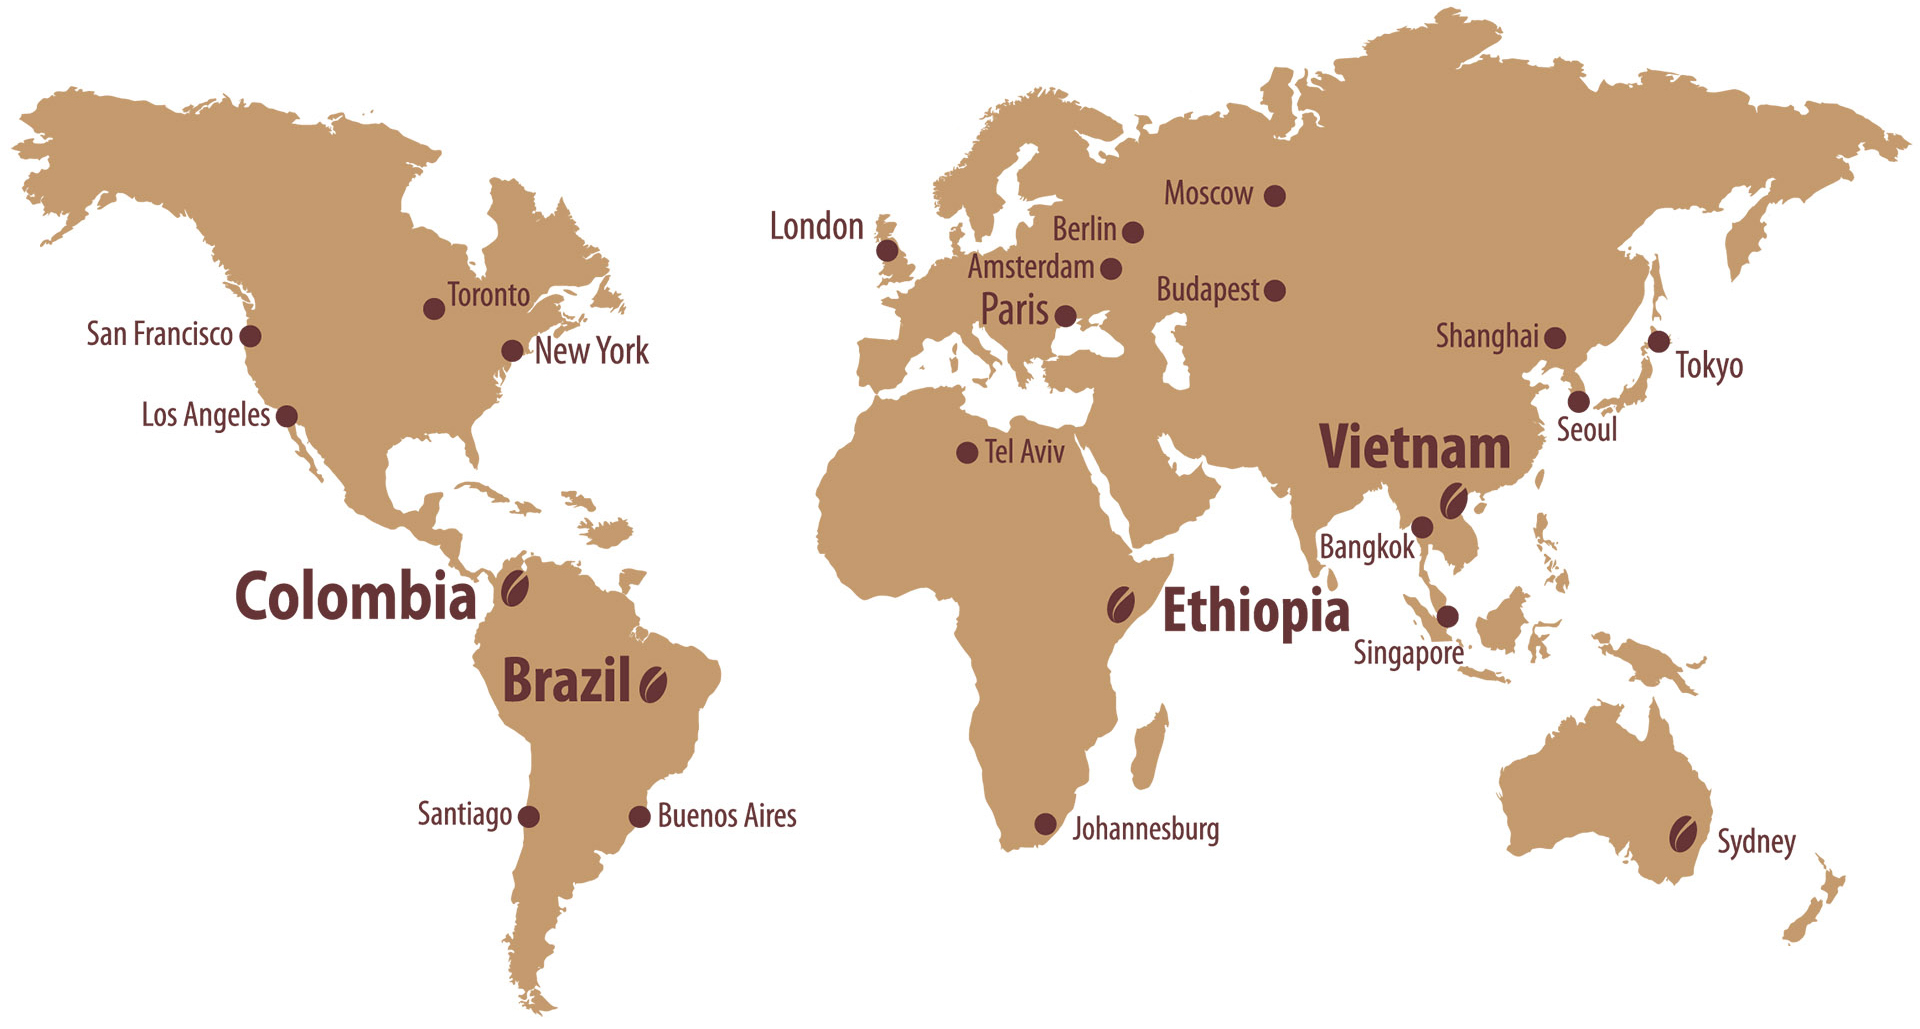 Moscow
London
Berlin
Amsterdam
Budapest
Toronto
Paris
San Francisco
New York
Shanghai
Tokyo
Los Angeles
Seoul
Vietnam
Tel Aviv
Bangkok
Colombia
Ethiopia
Singapore
Brazil
Santiago
Buenos Aires
Johannesburg
Sydney